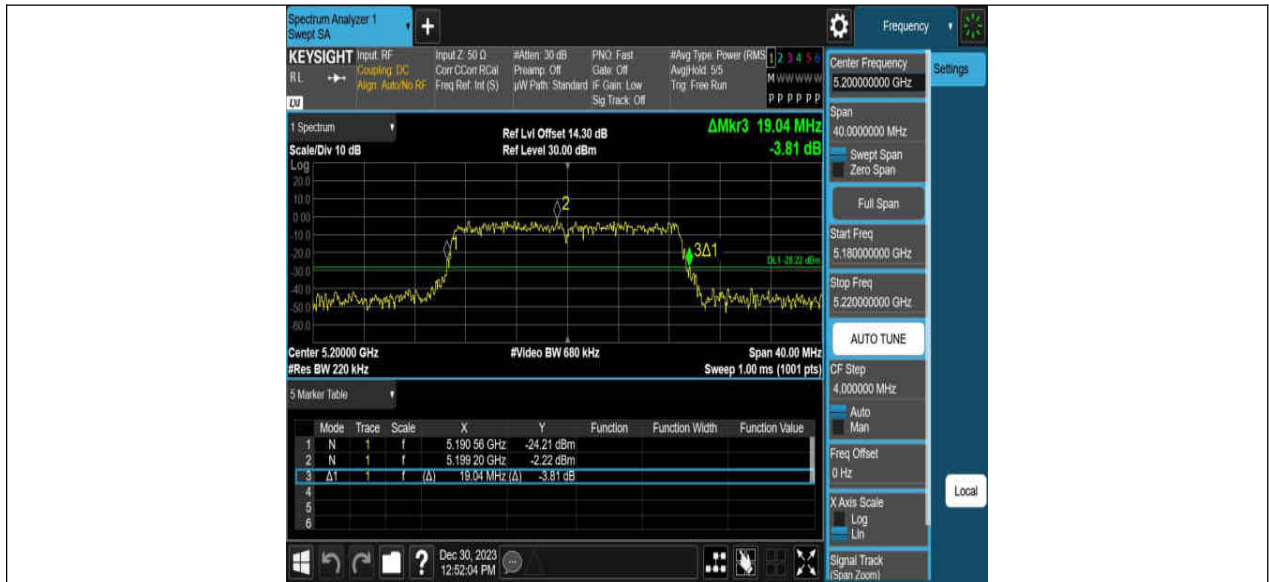 Spectrum Analyzer 1
Swept SA
+
Frequency
KEYSIGHT
RL
Input: RF
Coupling: DC
Align: Auto/No RF
Input Z: 50 Ω
Corr CCorr RCal
Freq Ref: Int (S)
#Atten: 30 dB
Preamp: Off
µW Path: Standard
PNO: Fast
Gate: Off
IF Gain: Low
Sig Track: Off
#Avg Type: Power (RMS
Avg|Hold: 5/5
Trig: Free Run
1 2 3 4 5 6
M W W W W W
P P P P P P
1 Spectrum
Scale/Div 10 dB
Ref Lvl Offset 14.30 dB
Ref Level 30.00 dBm
ΔMkr3 19.04 MHz
-3.81 dB
Log
20.0
10.0
0.00
-10.0
-20.0
-30.0
-40.0
-50.0
-60.0
2
3Δ1
DL1 -28.22 dBm
Center 5.20000 GHz
#Res BW 220 kHz
#Video BW 680 kHz
Span 40.00 MHz
Sweep 1.00 ms (1001 pts)
5 Marker Table
Mode Trace Scale X Y Function Function Width Function Value
1 N 1 f 5.190 56 GHz -24.21 dBm
2 N 1 f 5.199 20 GHz -2.22 dBm
3 Δ1 1 f (Δ) 19.04 MHz (Δ) -3.81 dB
4
5
6
?
Dec 30, 2023
12:52:04 PM
Center Frequency
5.200000000 GHz
Settings
Span
40.0000000 MHz
Swept Span
Zero Span
Full Span
Start Freq
5.180000000 GHz
Stop Freq
5.220000000 GHz
AUTO TUNE
CF Step
4.000000 MHz
Auto
Man
Freq Offset
0 Hz
X Axis Scale
Log
Lin
Local
Signal Track
(Span Zoom)